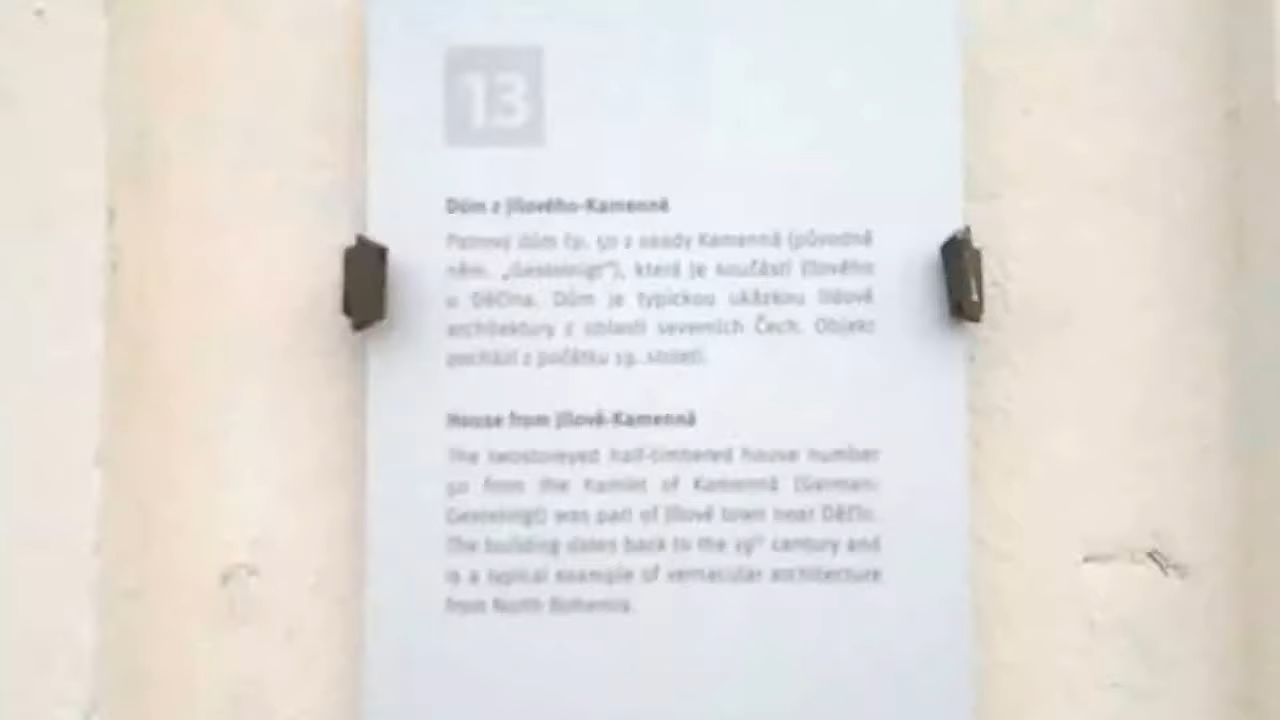 13
Dům z Jílového-Kamenné
Patrový dům čp. 50 z osady Kamenná (původně
něm. „Gesteinigt"), která je součástí Jílového
u Děčína. Dům je typickou ukázkou lidové
architektury z oblasti severních Čech. Objekt
pochází z počátku 19. století.
House from Jílové-Kamenná
The twostoreyed half-timbered house number
50 from the hamlet of Kamenná (German:
Gesteinigt) was part of Jílové town near Děčín.
The building dates back to the 19th century and
is a typical example of vernacular architecture
from North Bohemia.